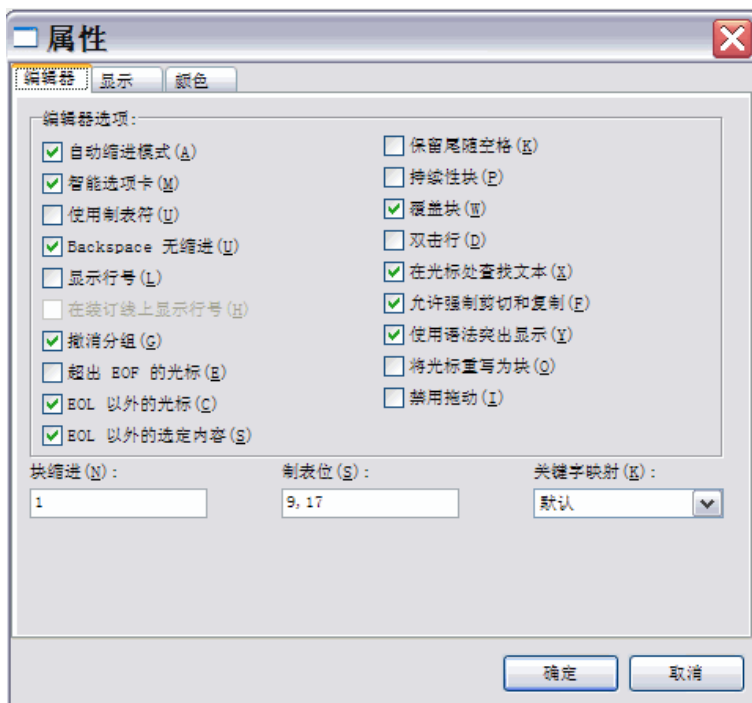 属性
编辑器 显示 颜色
编辑器选项:
自动缩进模式(A)
智能选项卡(M)
使用制表符(U)
Backspace 无缩进(U)
显示行号(L)
在装订线上显示行号(H)
撤消分组(G)
超出 EOF 的光标(E)
EOL 以外的光标(C)
EOL 以外的选定内容(S)
保留尾随空格(K)
持续性块(P)
覆盖块(W)
双击行(D)
在光标处查找文本(X)
允许强制剪切和复制(F)
使用语法突出显示(Y)
将光标重写为块(O)
禁用拖动(I)
块缩进(N):
1
制表位(S):
9,17
关键字映射(K):
默认
确定 取消